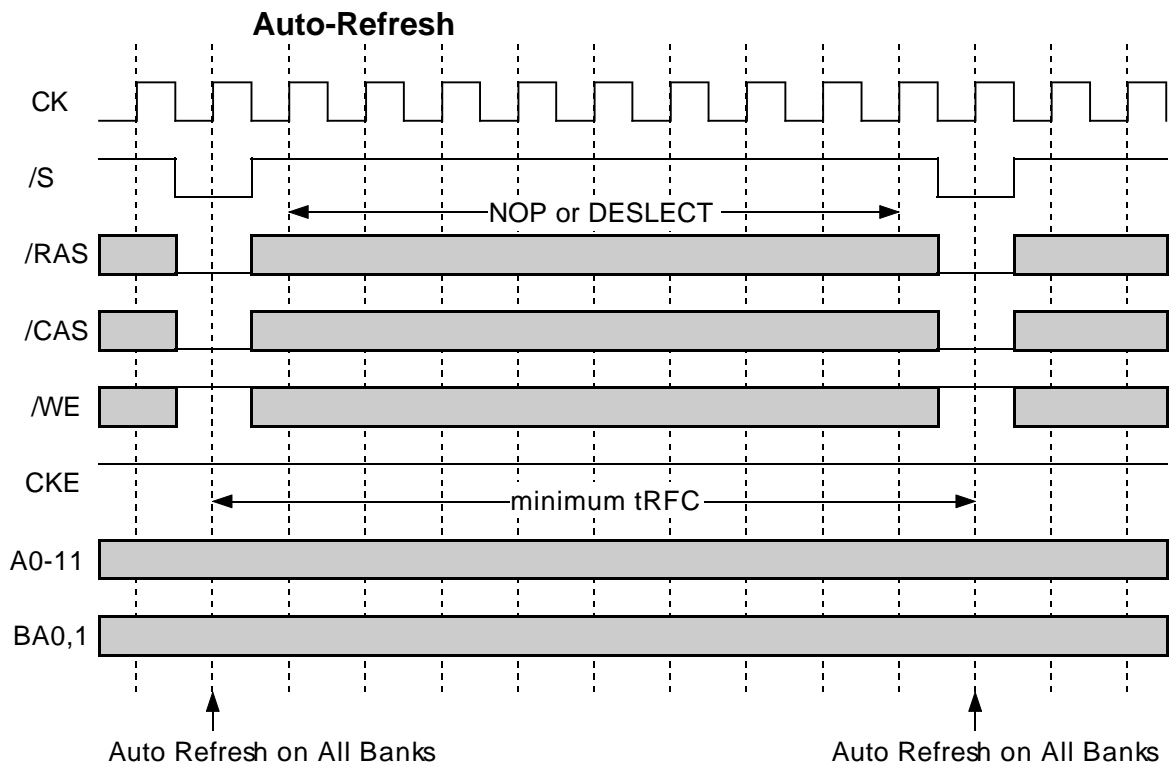 Auto-Refresh
CK
/S
NOP or DESLECT
/RAS
/CAS
/WE
CKE
minimum tRFC
A0-11
BA0,1
Auto Refresh on All Banks
Auto Refresh on All Banks